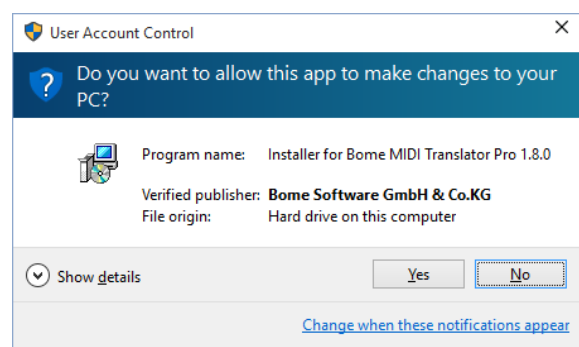 User Account Control
Do you want to allow this app to make changes to your
PC?
Program name: Installer for Bome MIDI Translator Pro 1.8.0
Verified publisher: Bome Software GmbH & Co.KG
File origin: Hard drive on this computer
Show details Yes No
Change when these notifications appear